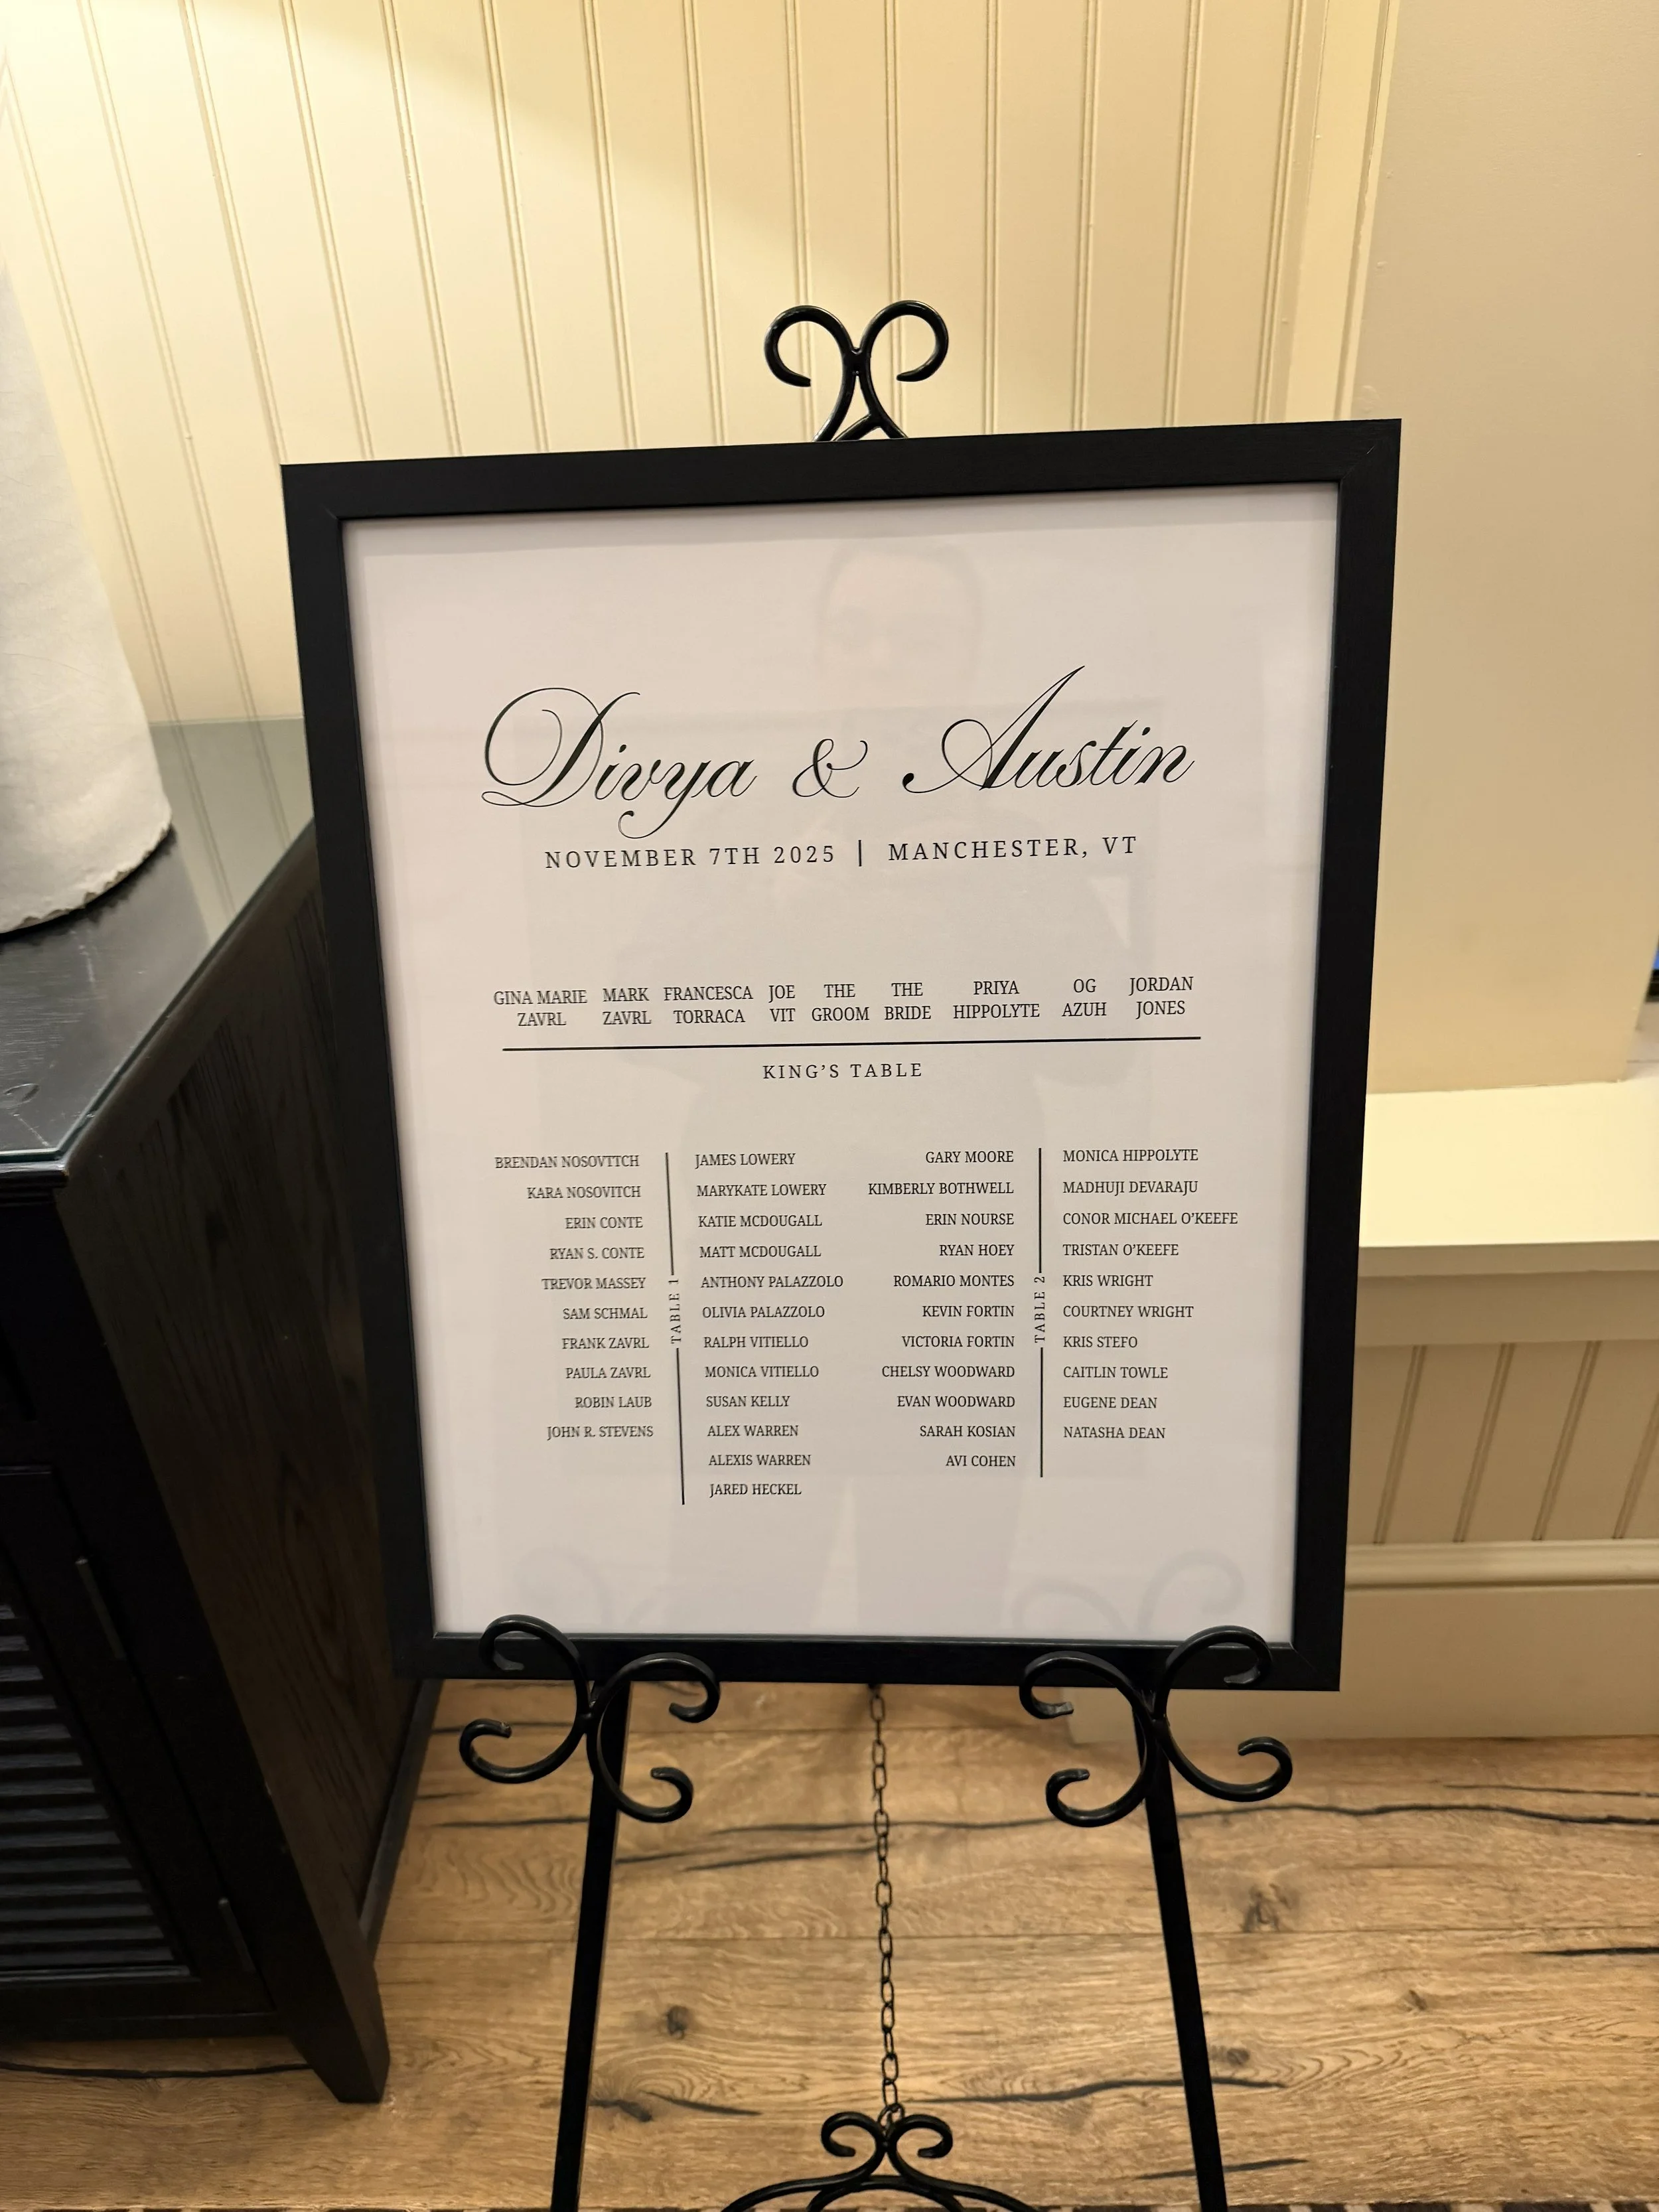 Divya & Austin
NOVEMBER 7TH 2025 | MANCHESTER, VT
GINA MARIE ZAVRL
MARK ZAVRL
FRANCESCA TORRACA
JOE VIT
THE GROOM
THE BRIDE
PRIYA HIPPOLYTE
OG AZUH
JORDAN JONES
KING'S TABLE
BRENDAN NOSOVITCH
KARA NOSOVITCH
ERIN CONTE
RYAN S. CONTE
TREVOR MASSEY
SAM SCHMAL
FRANK ZAVRL
PAULA ZAVRL
ROBIN LAUB
JOHN R. STEVENS
TABLE 1
JAMES LOWERY
MARYKATE LOWERY
KATIE MCDOUGALL
MATT MCDOUGALL
ANTHONY PALAZZOLO
OLIVIA PALAZZOLO
RALPH VITIELLO
MONICA VITIELLO
SUSAN KELLY
ALEX WARREN
ALEXIS WARREN
JARED HECKEL
GARY MOORE
KIMBERLY BOTHWELL
ERIN NOURSE
RYAN HOEY
ROMARIO MONTES
KEVIN FORTIN
VICTORIA FORTIN
CHELSY WOODWARD
EVAN WOODWARD
SARAH KOSIAN
AVI COHEN
TABLE 2
MONICA HIPPOLYTE
MADHUJI DEVARAJU
CONOR MICHAEL O'KEEFE
TRISTAN O'KEEFE
KRIS WRIGHT
COURTNEY WRIGHT
KRIS STEFO
CAITLIN TOWLE
EUGENE DEAN
NATASHA DEAN